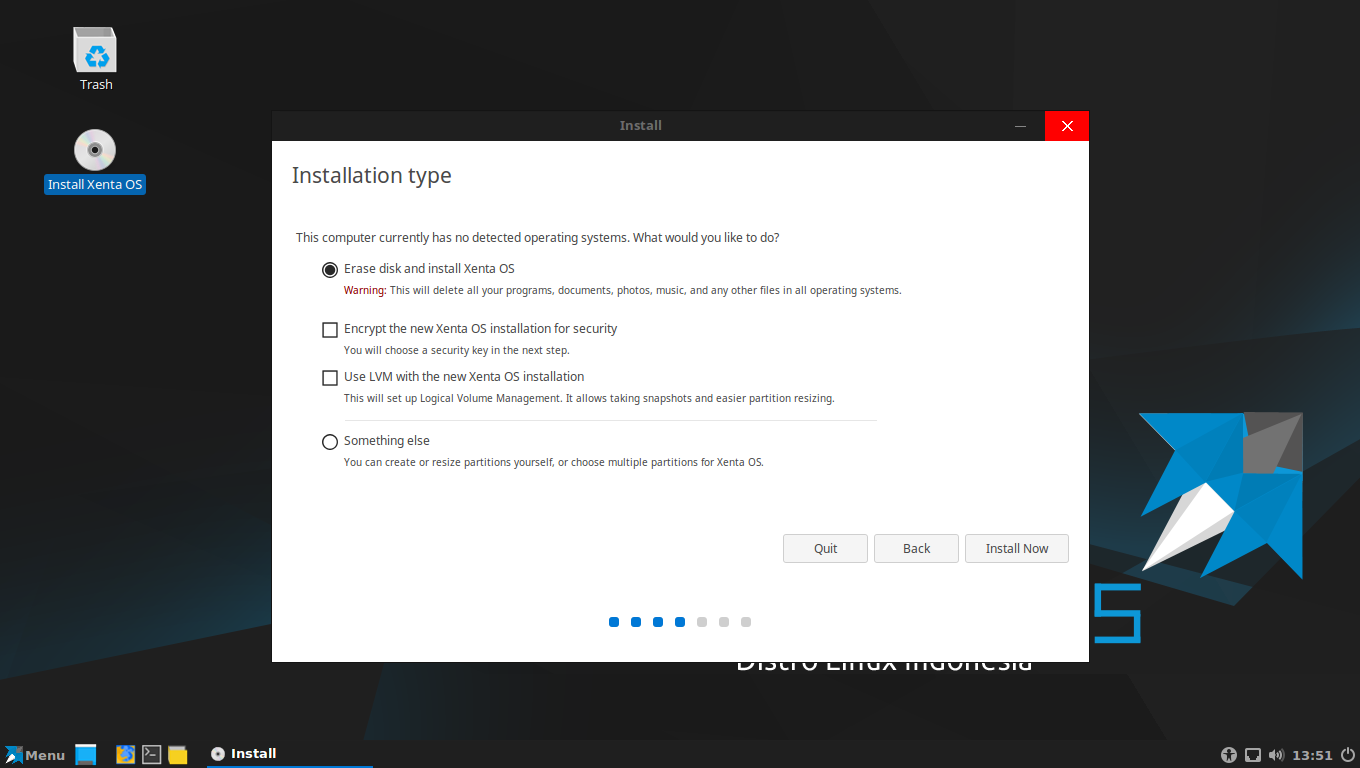 Trash
Install Xenta OS
Install
Installation type
This computer currently has no detected operating systems. What would you like to do?
Erase disk and install Xenta OS
Warning: This will delete all your programs, documents, photos, music, and any other files in all operating systems.
Encrypt the new Xenta OS installation for security
You will choose a security key in the next step.
Use LVM with the new Xenta OS installation
This will set up Logical Volume Management. It allows taking snapshots and easier partition resizing.
Something else
You can create or resize partitions yourself, or choose multiple partitions for Xenta OS.
Quit
Back
Install Now
S
Distro Linux Indonesia
Menu
Install
13:51